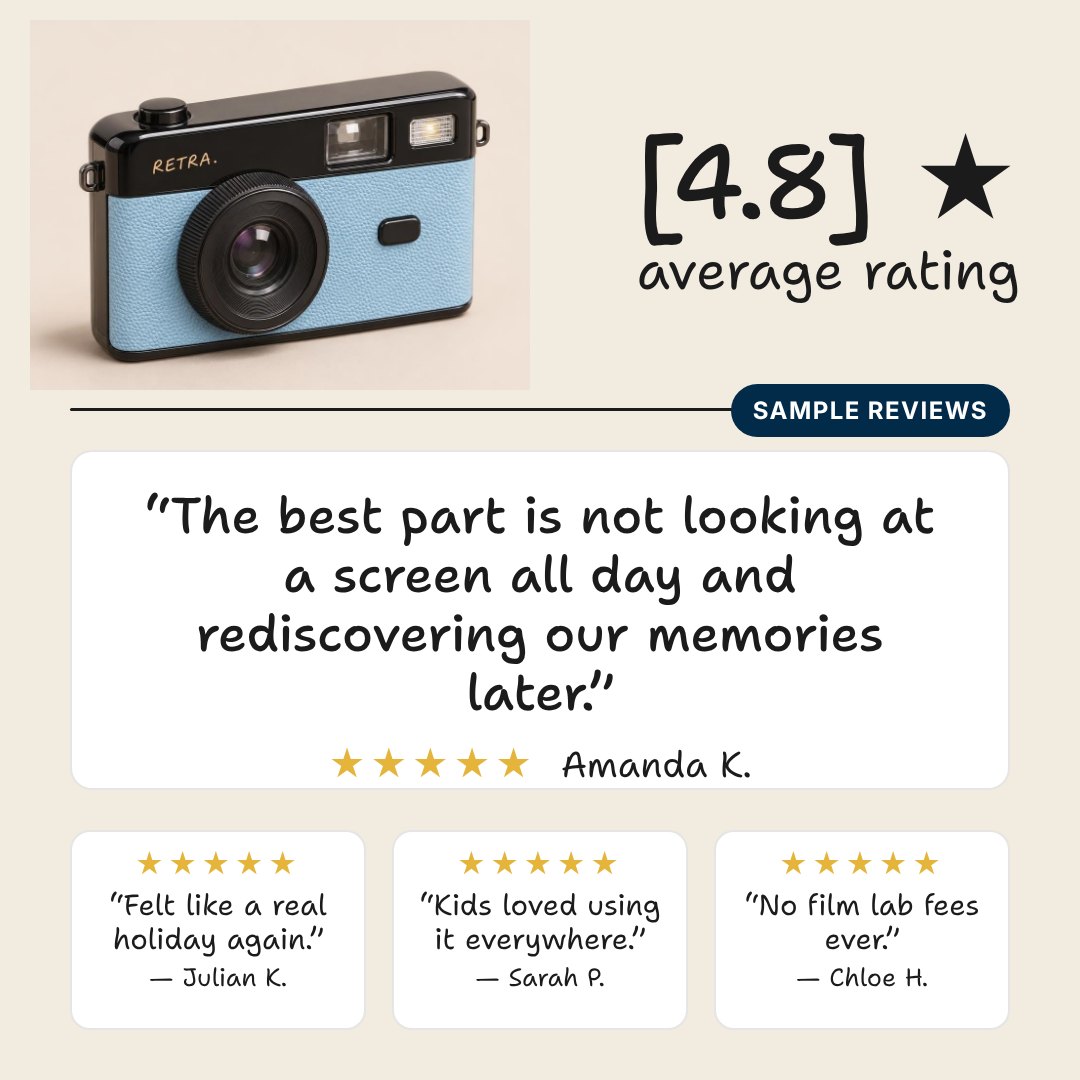 RETRA.
[4.8] ★
average rating
SAMPLE REVIEWS
“The best part is not looking at
a screen all day and
rediscovering our memories
later.”
★★★★★ Amanda K.
★★★★★
“Felt like a real
holiday again.”
— Julian K.
★★★★★
“Kids loved using
it everywhere.”
— Sarah P.
★★★★★
“No film lab fees
ever.”
— Chloe H.